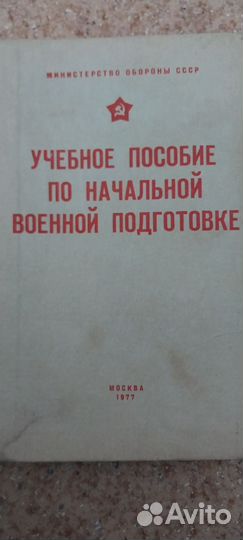 МИНИСТЕРСТВО ОБОРОНЫ СССР
УЧЕБНОЕ ПОСОБИЕ
ПО НАЧАЛЬНОЙ
ВОЕННОЙ ПОДГОТОВКЕ
МОСКВА
1977
Avito